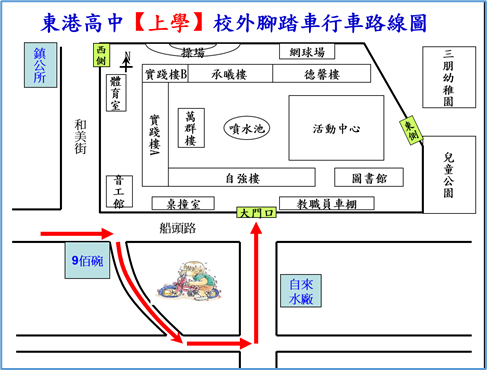 東港高中【上學】校外腳踏車行車路線圖
鎮公所
西側
N
操場
網球場
三朋幼稚園
體育室
實踐樓B
承曦樓
德馨樓
和美街
實踐樓A
萬群樓
噴水池
活動中心
東側
兒童公園
音工館
自強樓
圖書館
桌撞室
大門口
教職員車棚
船頭路
9佰碗
自來水廠